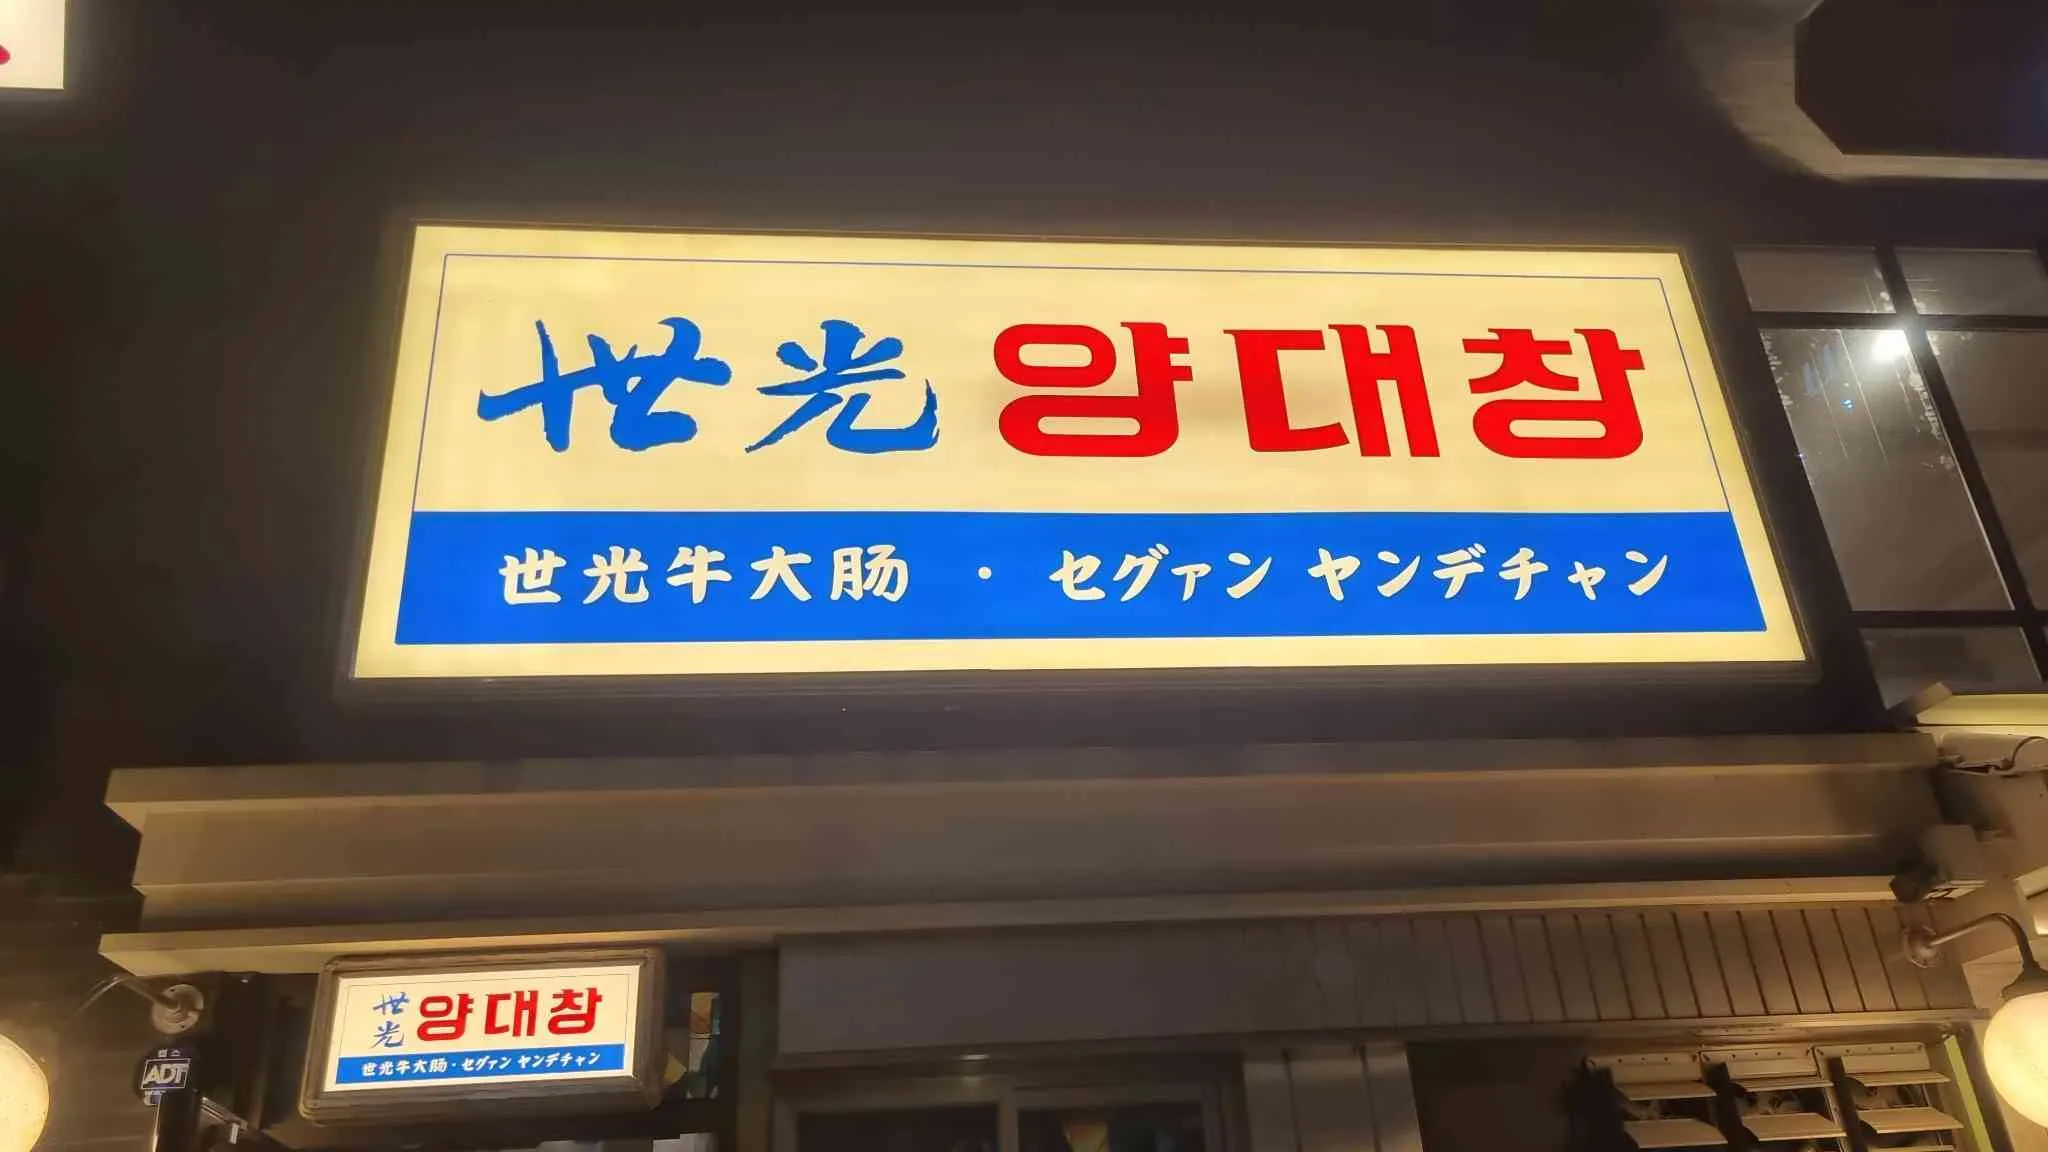 世光 양대창
世光牛大肠 · セグァン ヤンデチャン
世光 양대창
世光牛大肠 · セグァン ヤンデチャン
캡스
ADT